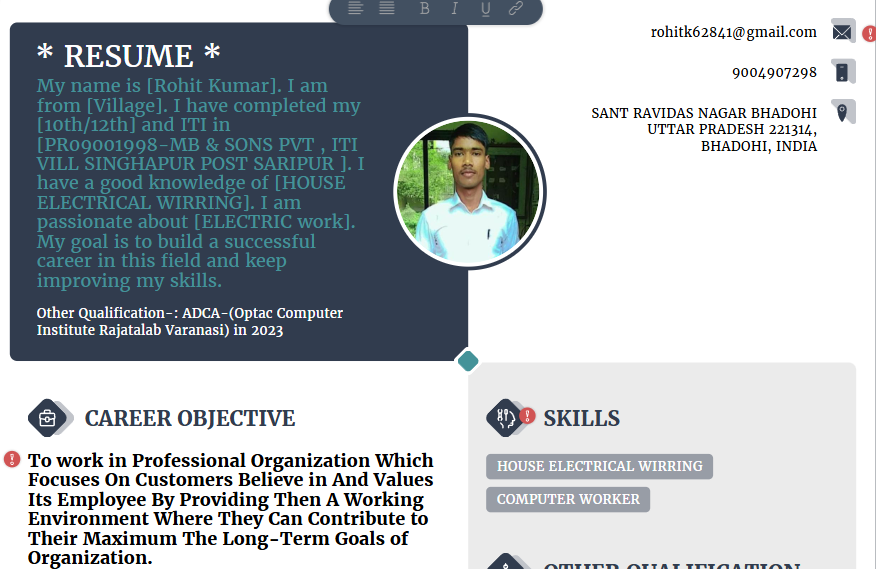 B I U
* RESUME *
My name is [Rohit Kumar]. I am
from [Village]. I have completed my
[10th/12th] and ITI in
[PR09001998-MB & SONS PVT , ITI
VILL SINGHAPUR POST SARIPUR ]. I
have a good knowledge of [HOUSE
ELECTRICAL WIRRING]. I am
passionate about [ELECTRIC work].
My goal is to build a successful
career in this field and keep
improving my skills.
Other Qualification-: ADCA-(Optac Computer
Institute Rajatalab Varanasi) in 2023
rohitk62841@gmail.com
9004907298
SANT RAVIDAS NAGAR BHADOHI
UTTAR PRADESH 221314,
BHADOHI, INDIA
CAREER OBJECTIVE
To work in Professional Organization Which
Focuses On Customers Believe in And Values
Its Employee By Providing Then A Working
Environment Where They Can Contribute to
Their Maximum The Long-Term Goals of
Organization.
SKILLS
HOUSE ELECTRICAL WIRRING
COMPUTER WORKER
OTHER QUALIFICATION